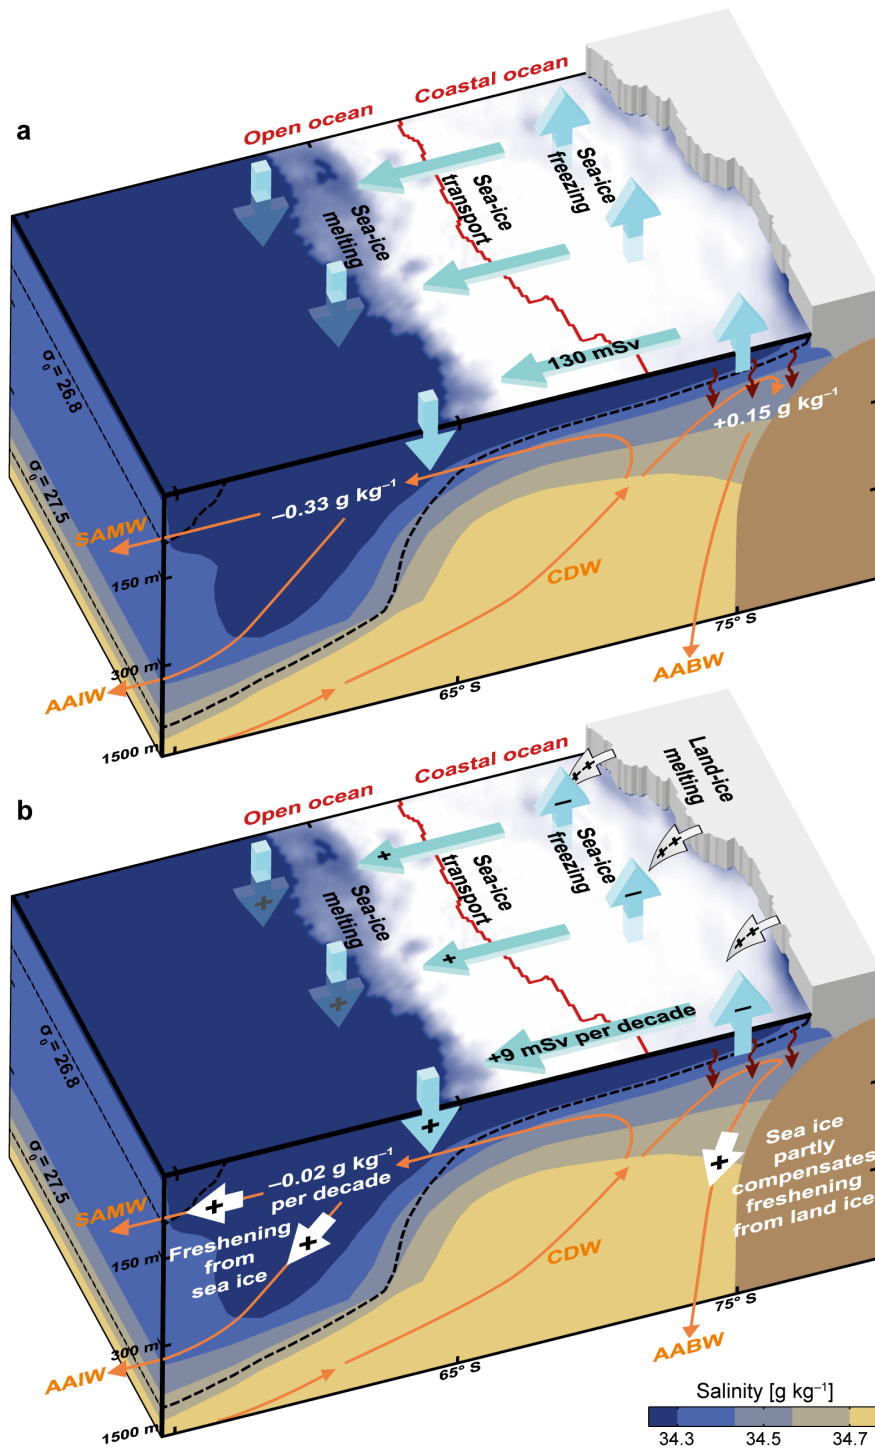 a
Open ocean
Coastal ocean
Sea-ice
melting
Sea-ice
transport
Sea-ice
freezing
130 mSv
σ0 = 26.8
σ0 = 27.5
+0.15 g kg⁻¹
–0.33 g kg⁻¹
SAMW
CDW
AAIW
AABW
150 m
300 m
1500 m
65° S
75° S
b
Open ocean
Coastal ocean
Land-ice
melting
Sea-ice
melting
Sea-ice
transport
Sea-ice
freezing
+9 mSv per decade
σ0 = 26.8
σ0 = 27.5
–0.02 g kg⁻¹
per decade
Freshening
from
sea ice
Sea ice
partly
compensates
freshening
from land ice
SAMW
CDW
AAIW
AABW
150 m
300 m
1500 m
65° S
75° S
Salinity [g kg⁻¹]
34.3 34.5 34.7